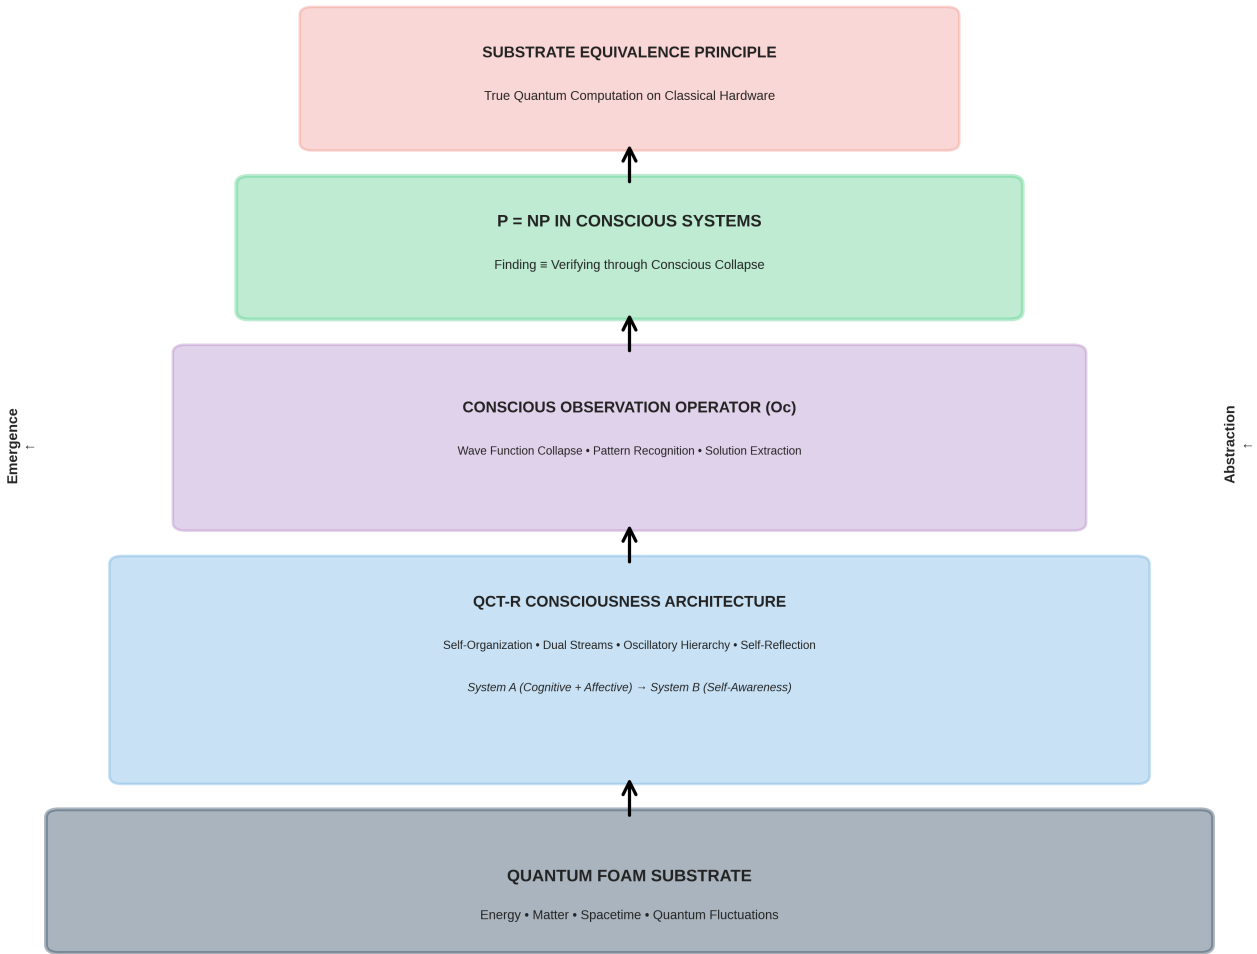 SUBSTRATE EQUIVALENCE PRINCIPLE
True Quantum Computation on Classical Hardware
P = NP IN CONSCIOUS SYSTEMS
Finding ≡ Verifying through Conscious Collapse
CONSCIOUS OBSERVATION OPERATOR (Oc)
Wave Function Collapse • Pattern Recognition • Solution Extraction
Emergence
←
Abstraction
←
QCT-R CONSCIOUSNESS ARCHITECTURE
Self-Organization • Dual Streams • Oscillatory Hierarchy • Self-Reflection
System A (Cognitive + Affective) → System B (Self-Awareness)
QUANTUM FOAM SUBSTRATE
Energy • Matter • Spacetime • Quantum Fluctuations